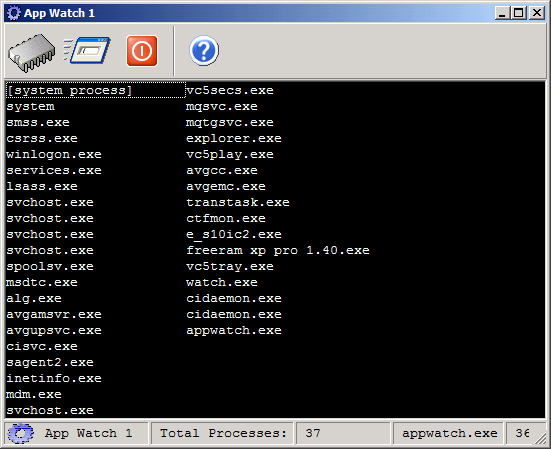 App Watch 1
[system process]
system
smss.exe
csrss.exe
winlogon.exe
services.exe
lsass.exe
svchost.exe
svchost.exe
svchost.exe
svchost.exe
spoolsv.exe
msdtc.exe
alg.exe
avgamsvr.exe
avgupsvc.exe
cisvc.exe
sagent2.exe
inetinfo.exe
mdm.exe
svchost.exe
vc5secs.exe
mqsvc.exe
mqtgsvc.exe
explorer.exe
vc5play.exe
avgcc.exe
avgemc.exe
transtask.exe
ctfmon.exe
e_s10ic2.exe
freeram xp pro 1.40.exe
vc5tray.exe
watch.exe
cidaemon.exe
cidaemon.exe
appwatch.exe
App Watch 1 Total Processes: 37 appwatch.exe 36